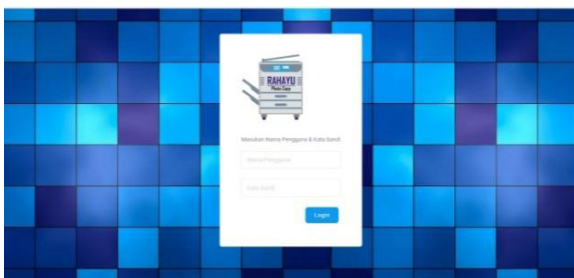 RAHAYU
Photo Copy
Masukan Nama Pengguna & Kata Sandi
Nama Pengguna
Kata Sandi
Login